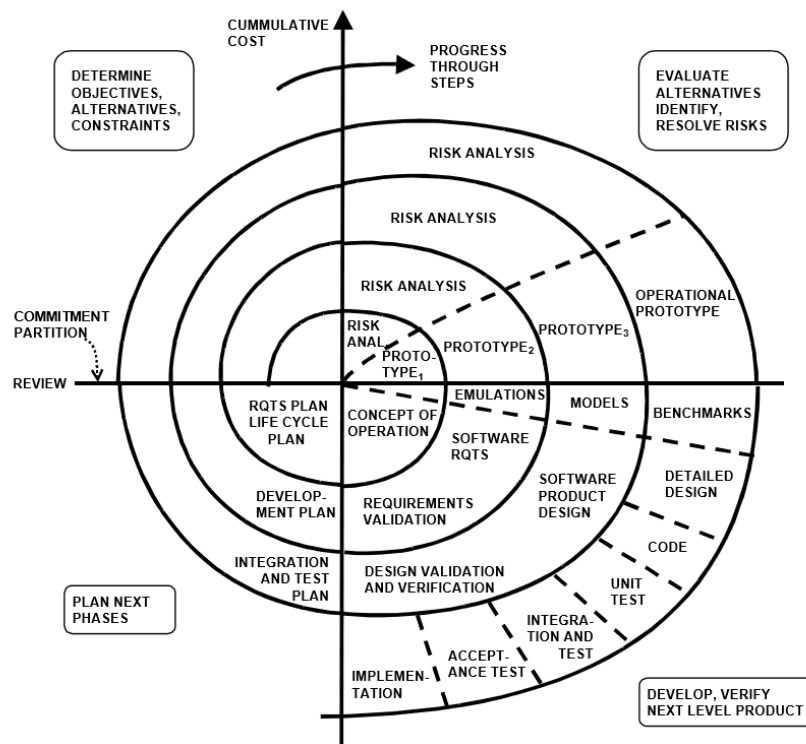 CUMMULATIVE
COST
PROGRESS
THROUGH
STEPS
DETERMINE
OBJECTIVES,
ALTERNATIVES,
CONSTRAINTS
EVALUATE
ALTERNATIVES
IDENTIFY,
RESOLVE RISKS
RISK ANALYSIS
RISK ANALYSIS
RISK ANALYSIS
RISK
ANAL.
PROTO-
TYPE₁
PROTOTYPE₂
PROTOTYPE₃
OPERATIONAL
PROTOTYPE
COMMITMENT
PARTITION
REVIEW
RQTS PLAN
LIFE CYCLE
PLAN
CONCEPT OF
OPERATION
EMULATIONS
MODELS
BENCHMARKS
SOFTWARE
RQTS
SOFTWARE
PRODUCT
DESIGN
DETAILED
DESIGN
DEVELOP-
MENT PLAN
REQUIREMENTS
VALIDATION
CODE
UNIT
TEST
INTEGRATION
AND TEST
PLAN
DESIGN VALIDATION
AND VERIFICATION
INTEGRA-
TION AND
TEST
ACCEPT-
ANCE TEST
IMPLEMEN-
TATION
PLAN NEXT
PHASES
DEVELOP, VERIFY
NEXT LEVEL PRODUCT